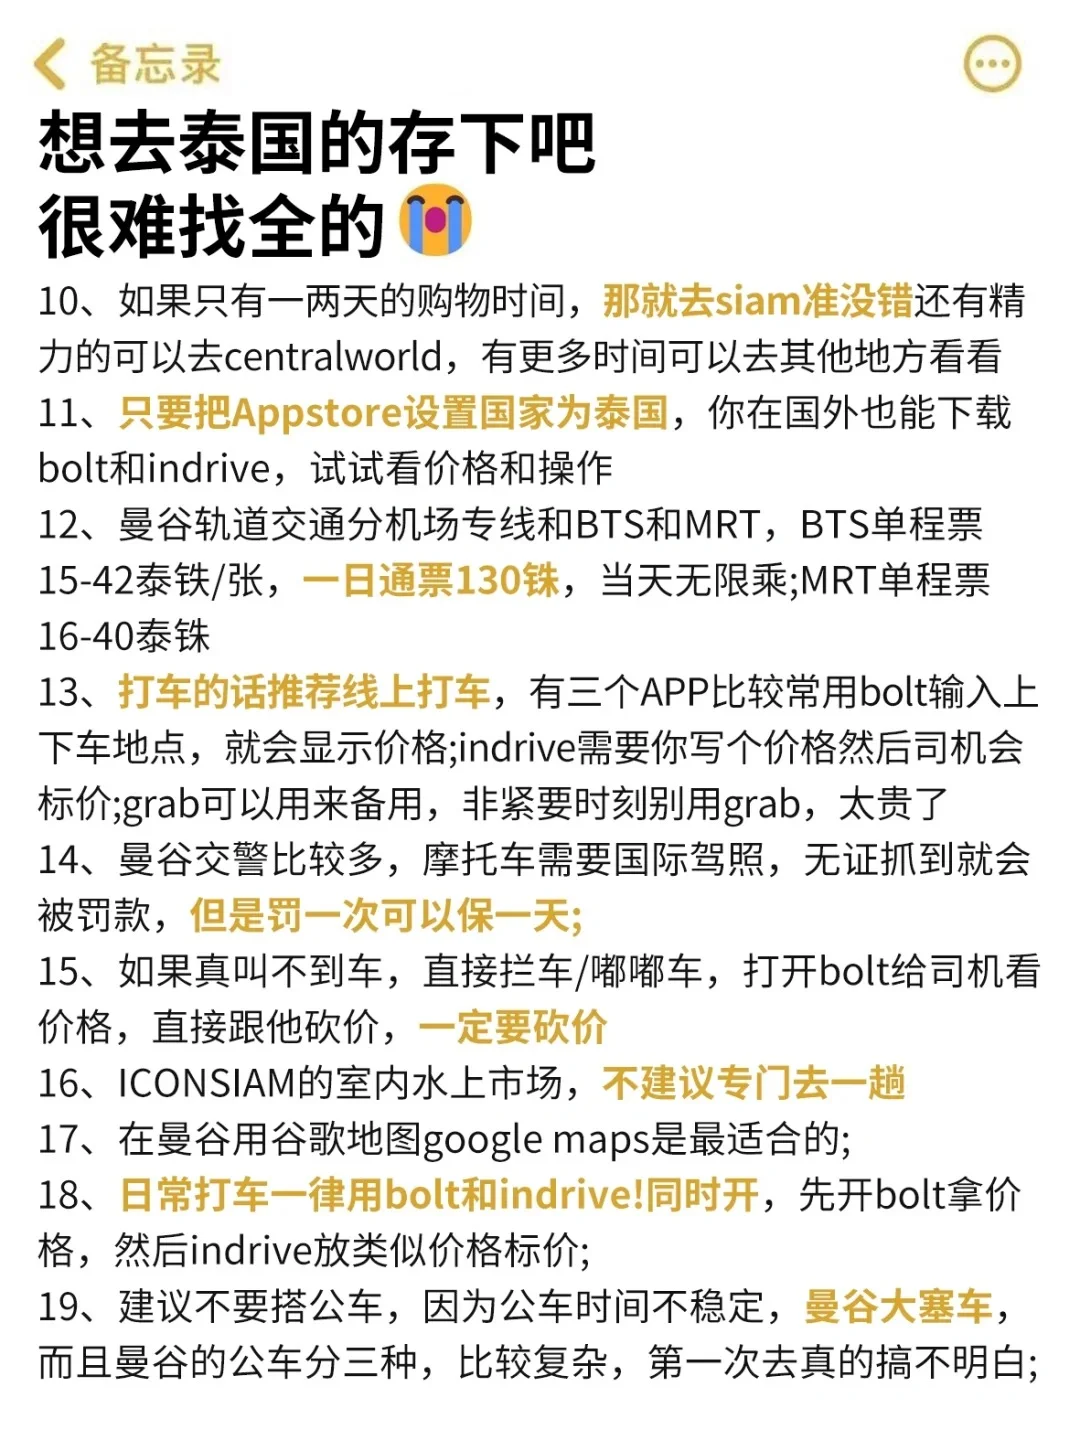 备忘录
想去泰国的存下吧
很难找全的
10、如果只有一两天的购物时间，那就去siam准没错还有精
力的可以去centralworld，有更多时间可以去其他地方看看
11、只要把Appstore设置国家为泰国，你在国外也能下载
bolt和indrive，试试看价格和操作
12、曼谷轨道交通分机场专线和BTS和MRT，BTS单程票
15-42泰铁/张，一日通票130铢，当天无限乘;MRT单程票
16-40泰铢
13、打车的话推荐线上打车，有三个APP比较常用bolt输入上
下车地点，就会显示价格;indrive需要你写个价格然后司机会
标价;grab可以用来备用，非紧要时刻别用grab，太贵了
14、曼谷交警比较多，摩托车需要国际驾照，无证抓到就会
被罚款，但是罚一次可以保一天;
15、如果真叫不到车，直接拦车/嘟嘟车，打开bolt给司机看
价格，直接跟他砍价，一定要砍价
16、ICONSIAM的室内水上市场，不建议专门去一趟
17、在曼谷用谷歌地图google maps是最适合的;
18、日常打车一律用bolt和indrive!同时开，先开bolt拿价
格，然后indrive放类似价格标价;
19、建议不要搭公车，因为公车时间不稳定，曼谷大塞车，
而且曼谷的公车分三种，比较复杂，第一次去真的搞不明白;